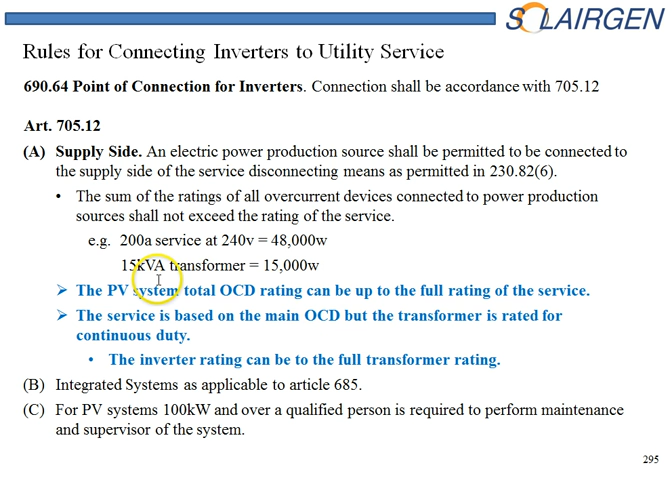 SOLAIRGEN
Rules for Connecting Inverters to Utility Service
690.64 Point of Connection for Inverters. Connection shall be accordance with 705.12
Art. 705.12
(A) Supply Side. An electric power production source shall be permitted to be connected to
the supply side of the service disconnecting means as permitted in 230.82(6).
• The sum of the ratings of all overcurrent devices connected to power production
sources shall not exceed the rating of the service.
e.g. 200a service at 240v = 48,000w
15kVA transformer = 15,000w
➢ The PV system total OCD rating can be up to the full rating of the service.
➢ The service is based on the main OCD but the transformer is rated for
continuous duty.
• The inverter rating can be to the full transformer rating.
(B) Integrated Systems as applicable to article 685.
(C) For PV systems 100kW and over a qualified person is required to perform maintenance
and supervisor of the system.
295